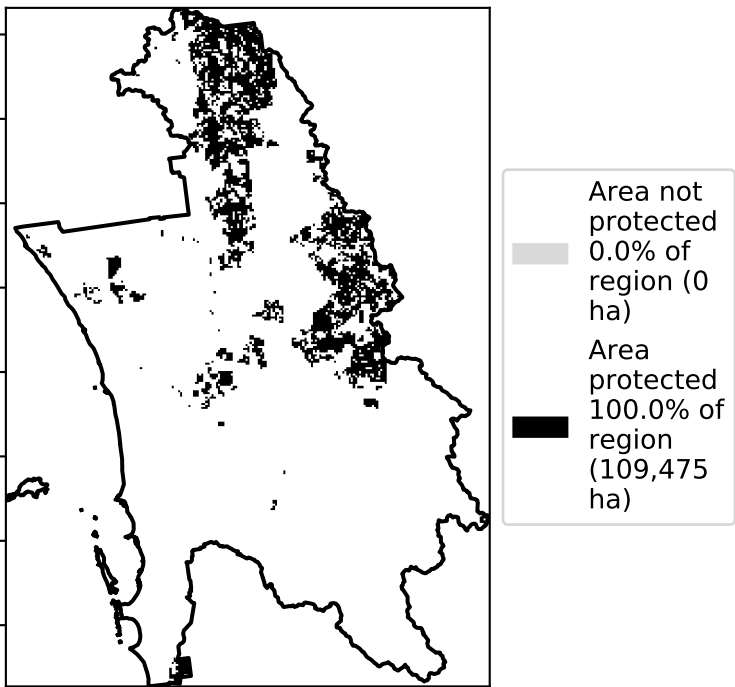 Area not
protected
0.0% of
region (0
ha)
Area
protected
100.0% of
region
(109,475
ha)